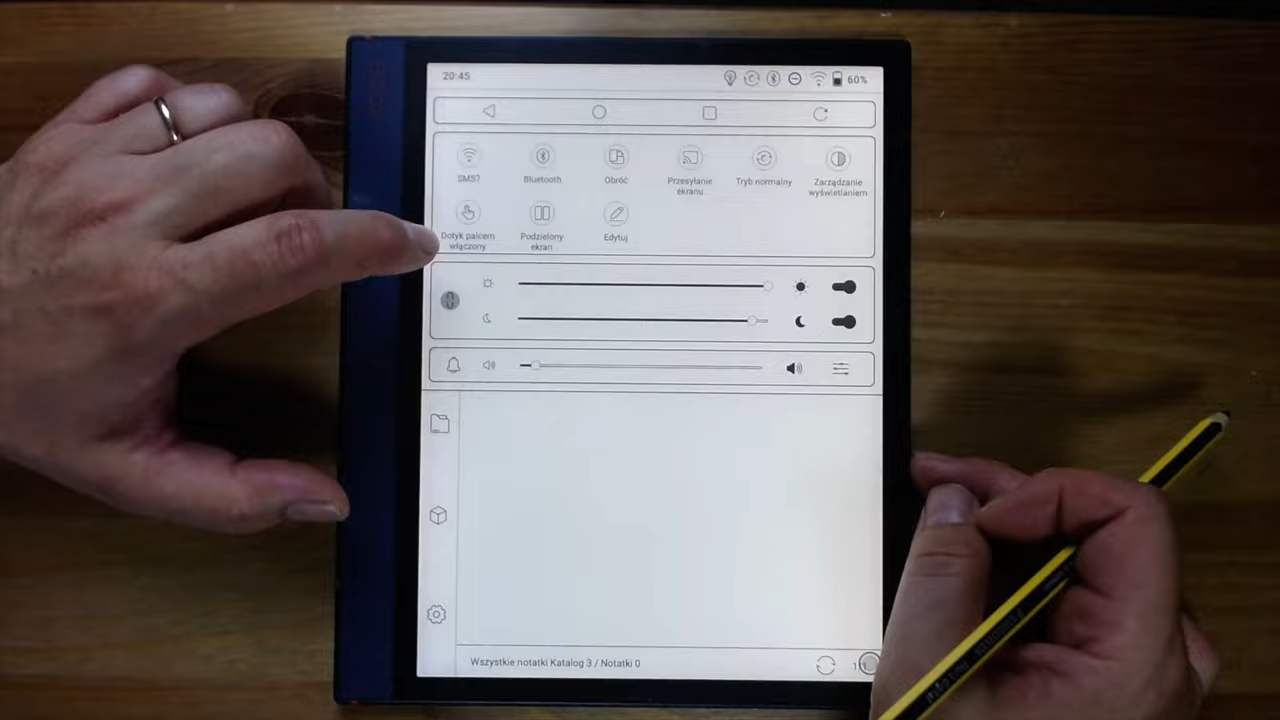 20:45 60%
SMS? Bluetooth Obróć Przesyłanie ekranu... Tryb normalny Zarządzanie wyświetlaniem
Dotyk palcem włączony Podzielony ekran Edytuj
Wszystkie notatki Katalog 3 / Notatki 0